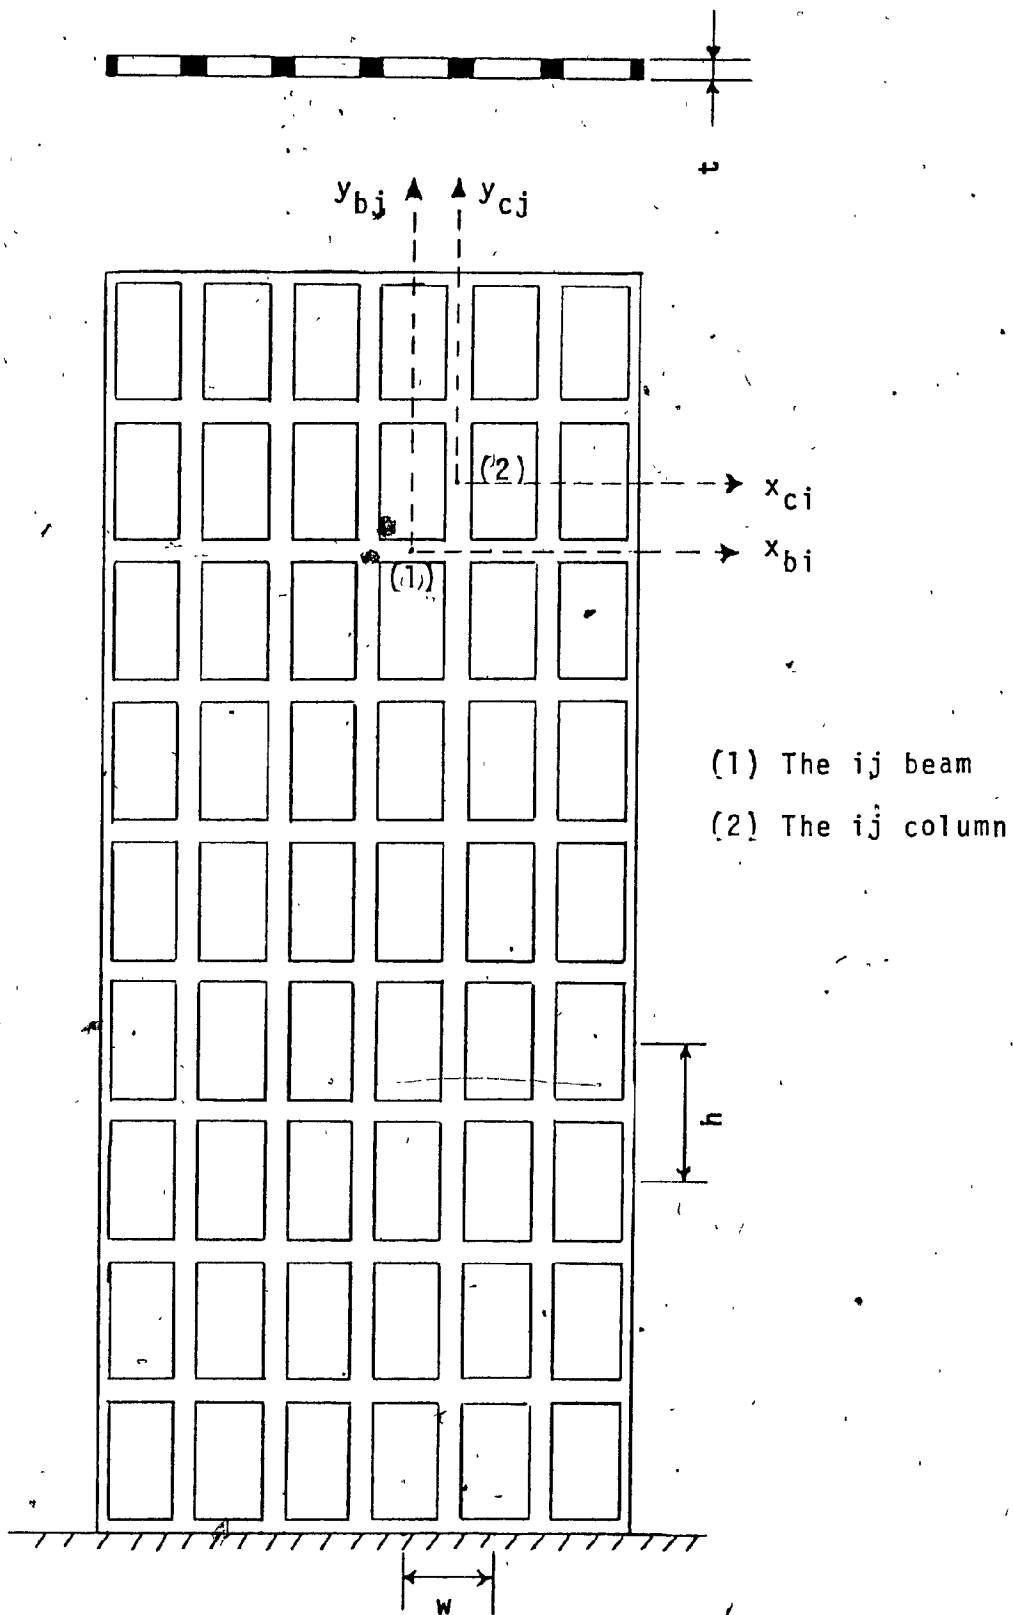 t
y_bj y_cj
(2)
x_ci
x_bi
(1)
(1) The ij beam
(2) The ij column
h
w